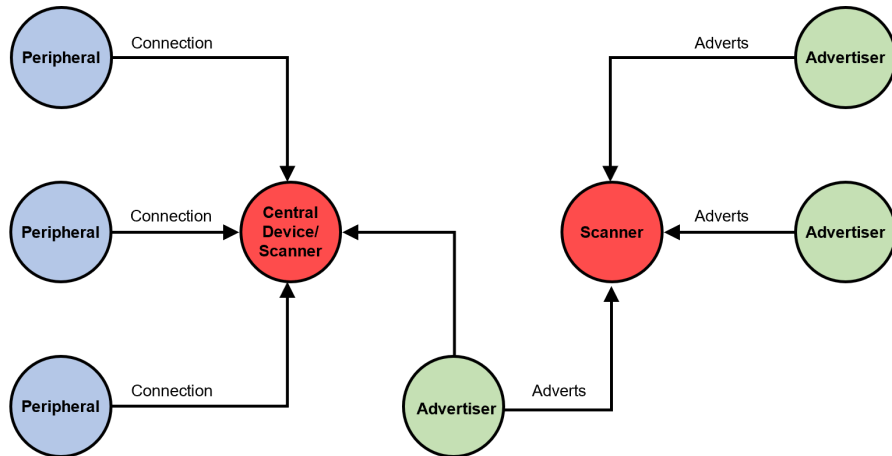 Peripheral
Connection
Adverts
Advertiser
Peripheral
Connection
Central
Device/
Scanner
Scanner
Adverts
Advertiser
Peripheral
Connection
Advertiser
Adverts